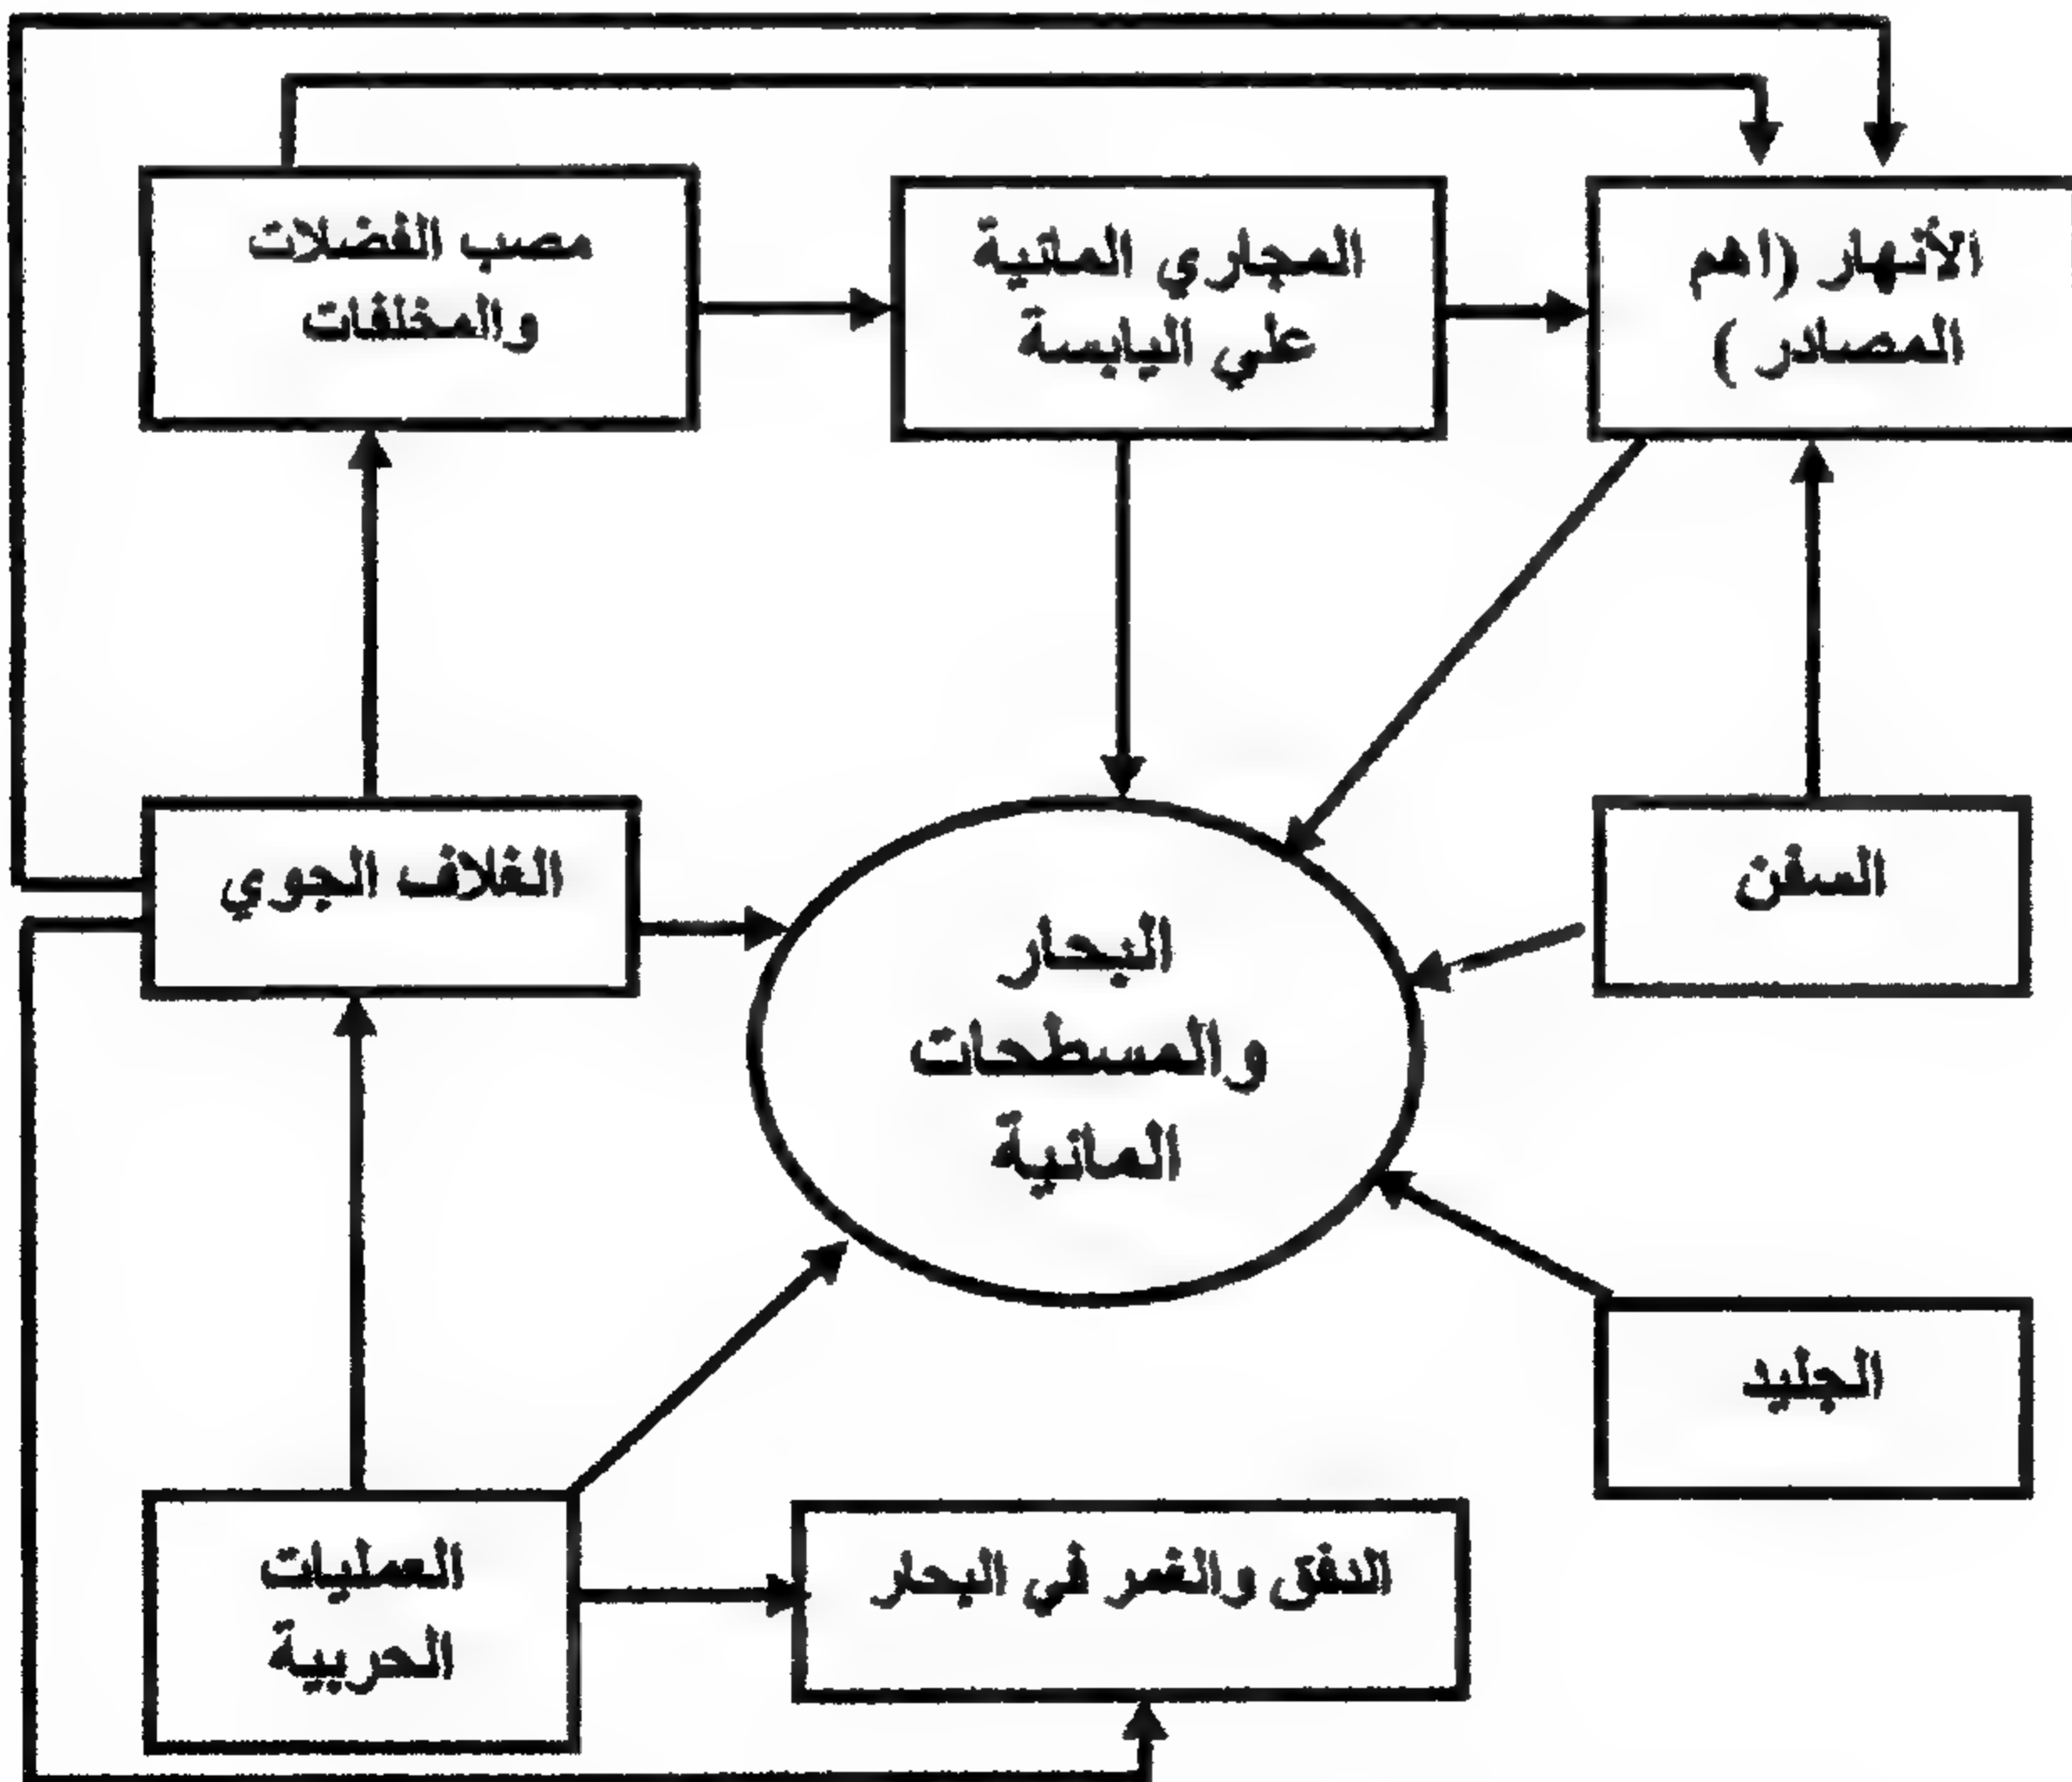 الأنهار (اهم
المصادر )
المجاري المائية
علي اليابسة
مصب الفضلات
والمخلفات
السفن
البحار
والمسطحات
المائية
الغلاف الجوي
الجليد
الدفق والغمر في البحار
العمليات
الحربية